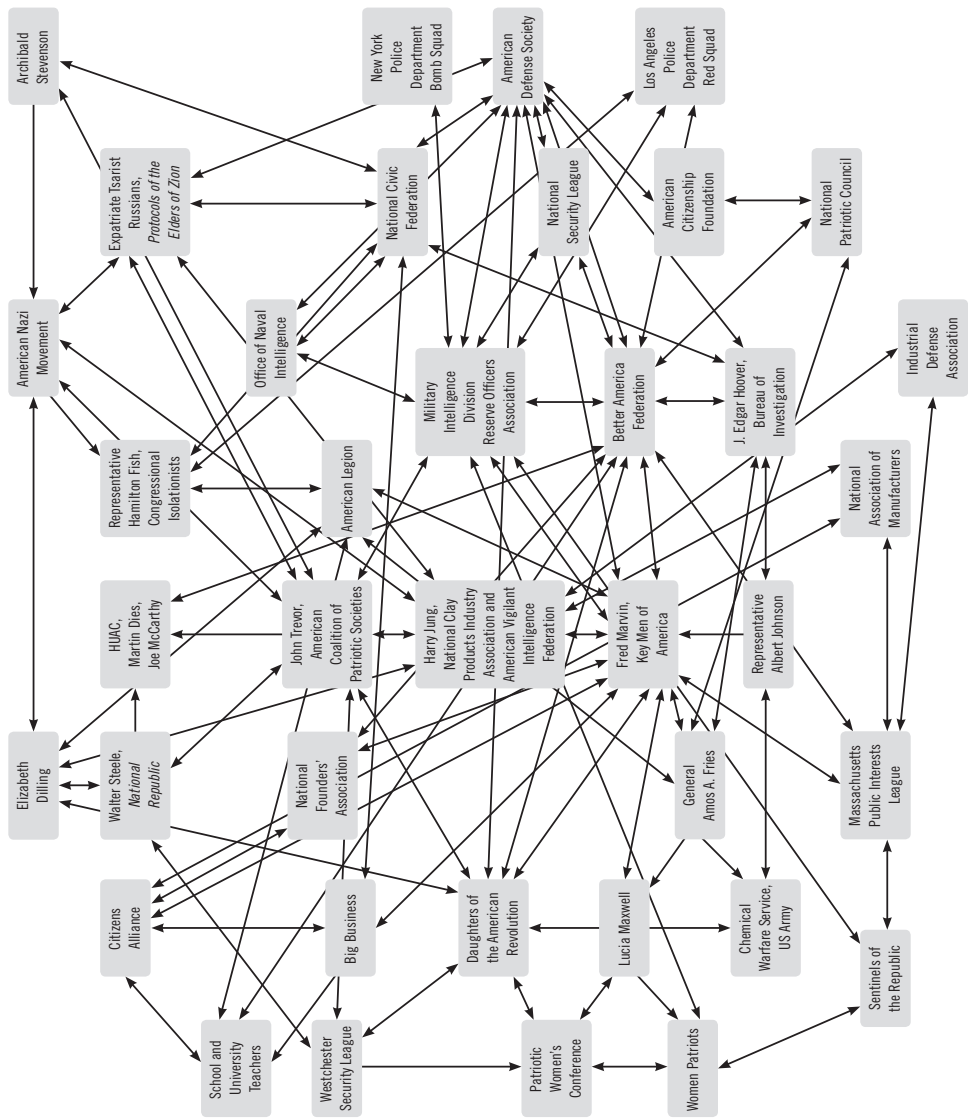 Elizabeth
Dilling
American Nazi
Movement
Archibald
Stevenson
Citizens
Alliance
Walter Steele,
National
Republic
HUAC,
Martin Dies,
Joe McCarthy
Representative
Hamilton Fish,
Congressional
Isolationists
Expatriate Tsarist
Russians,
Protocols of the
Elders of Zion
School and
University
Teachers
Office of Naval
Intelligence
Westchester
Security League
Big Business
National
Founders'
Association
John Trevor,
American
Coalition of
Patriotic Societies
American Legion
National Civic
Federation
New York
Police
Department
Bomb Squad
Daughters of
the American
Revolution
Harry Jung,
National Clay
Products Industry
Association and
American Vigilant
Intelligence
Federation
Military
Intelligence
Division
Reserve Officers
Association
American
Defense Society
Patriotic
Women's
Conference
National
Security League
Lucia Maxwell
Fred Marvin,
Key Men of
America
Better America
Federation
Los Angeles
Police
Department
Red Squad
Women Patriots
General
Amos A. Fries
American
Citizenship
Foundation
Chemical
Warfare Service,
US Army
Representative
Albert Johnson
J. Edgar Hoover,
Bureau of
Investigation
National
Patriotic Council
Sentinels of
the Republic
Massachusetts
Public Interests
League
National
Association of
Manufacturers
Industrial
Defense
Association